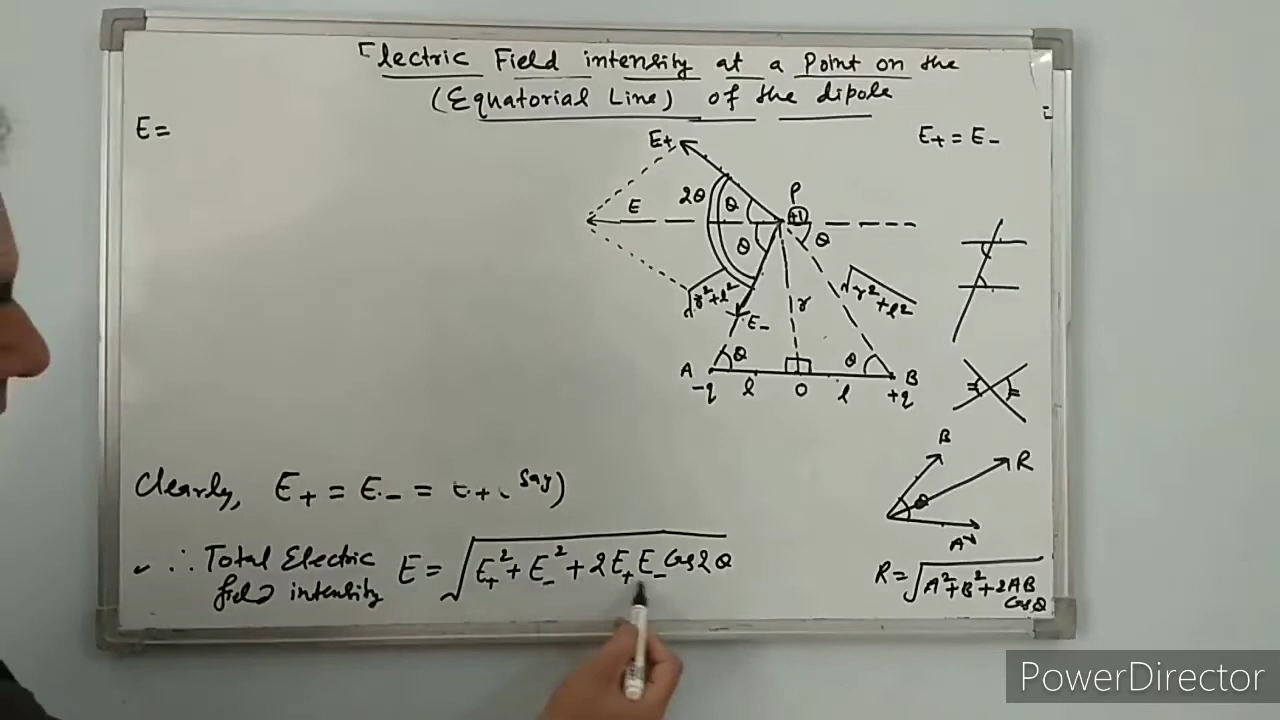 Electric Field intensity at a Point on the
(Equatorial Line) of the dipole
E=
E₊ = E₋
E₊
P
2θ
θ
+1
E
θ
θ
√r²+l²
√r²+l²
r
E₋
A
θ
θ
B
-q
l
O
l
+q
B
R
θ
A
Clearly, E₊ = E₋ = E₊ ( Say)
∴ Total Electric
field intensity
E = √E₊² + E₋² + 2E₊E₋ Cos2θ
R = √A²+B²+2AB
Cosθ
PowerDirector